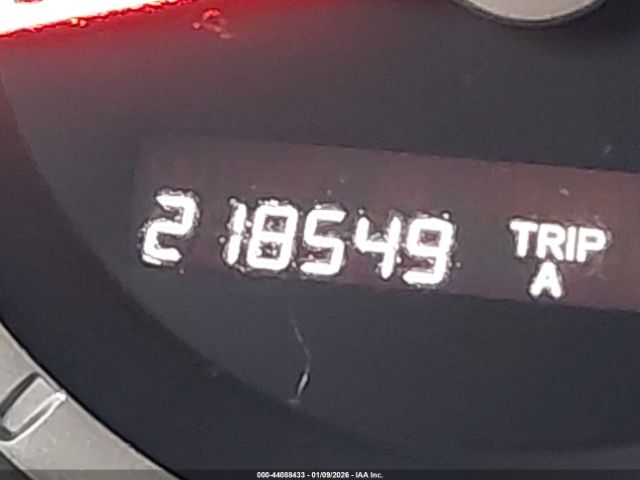 218549 TRIP
A
000-44088433 - 01/09/2026 - IAA Inc.